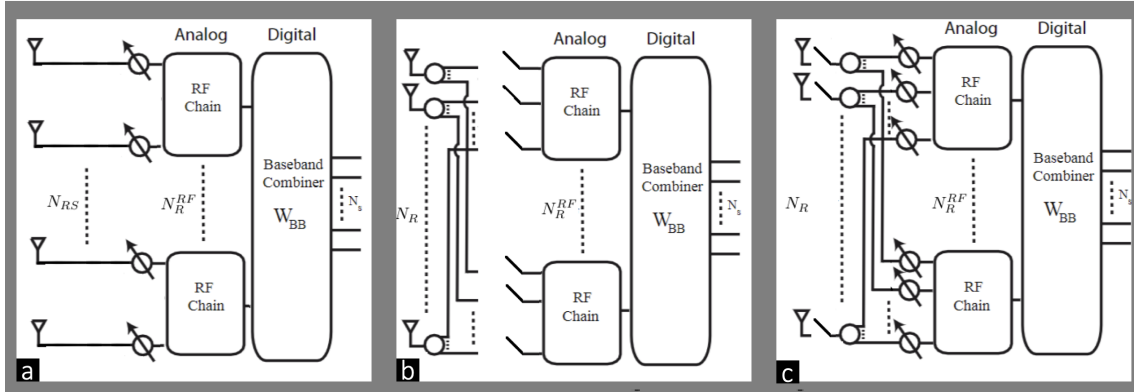 Analog Digital
RF
Chain
Baseband
Combiner
W_BB
N_RS
N_R^RF
N_s
RF
Chain
a
Analog Digital
RF
Chain
Baseband
Combiner
W_BB
N_R
N_R^RF
N_s
RF
Chain
b
Analog Digital
RF
Chain
Baseband
Combiner
W_BB
N_R
N_R^RF
N_s
RF
Chain
c